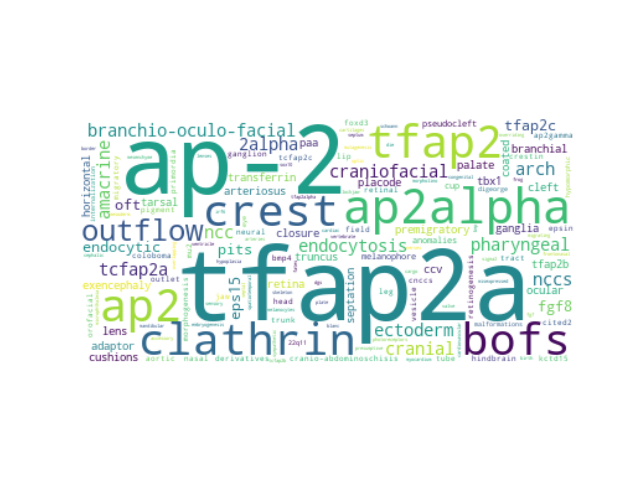 foxd3
pseudocleft
branchio-oculo-facial
2alpha
paa
tfap2
tfap2c
ap-2
ganglion
tcfap2c
lip
ap2gamma
branchial
crestin
horizontal
amacrine
migratory
ncc
transferrin
craniofacial
palate
coated
arch
primordia
placode
cup
tbx1
digeorge
cleft
oft
tarsal
pigment
arteriosus
retinal
crest
ap2alpha
outflow
closure
field
premigratory
ganglia
epsin
endocytic
pits
endocytosis
anomalies
pharyngeal
coloboma
truncus
melanophore
tract
tfap2b
tcfap2a
bmp4
tfap2a
ccv
nccs
exencephaly
outlet
retina
septation
leg
vesicle
retinogenesis
ocular
ap2
eps15
head
cnccs
fgf8
orofacial
morphogenesis
trunk
ectoderm
cited2
malformations
lens
clathrin
bofs
adaptor
22q11
cranial
hindbrain
cushions
aortic
nasal
derivatives
cranio-abdominoschisis
tube
kctd15
neural